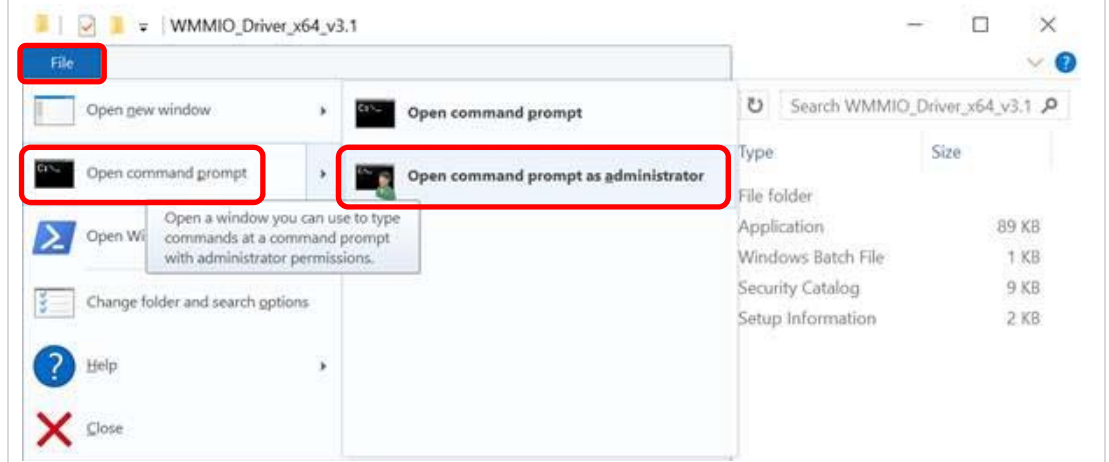 WMMIO_Driver_x64_v3.1
File
Open new window
Open command prompt
Search WMMIO_Driver_x64_v3.1
Type Size
Open command prompt
Open command prompt as administrator
File folder
Open a window you can use to type
commands at a command prompt
with administrator permissions.
Open Wi
Application 89 KB
Windows Batch File 1 KB
Security Catalog 9 KB
Setup Information 2 KB
Change folder and search options
Help
Close